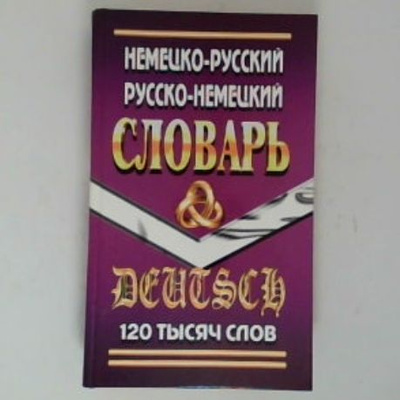 НЕМЕЦКО-РУССКИЙ
РУССКО-НЕМЕЦКИЙ
СЛОВАРЬ
DEUTSCH
120 ТЫСЯЧ СЛОВ